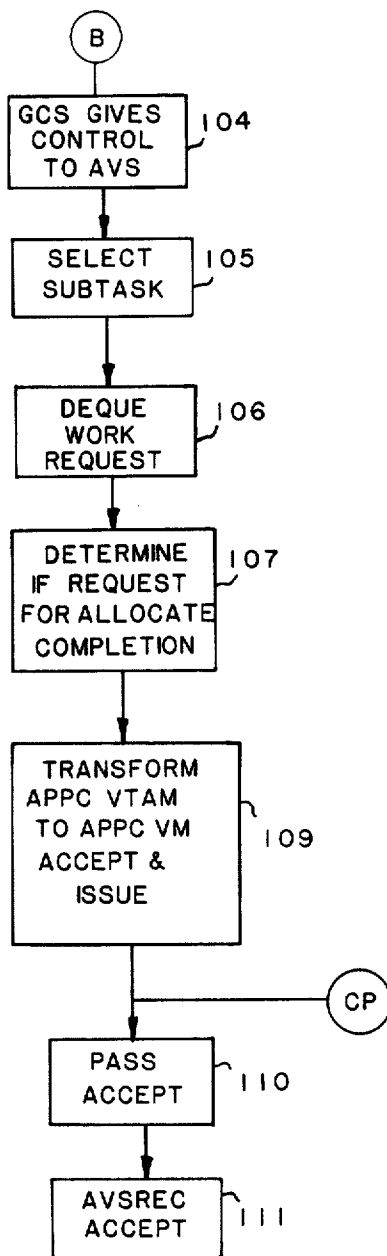 B
GCS GIVES
CONTROL
TO AVS
104
SELECT
SUBTASK
105
DEQUE
WORK
REQUEST
106
DETERMINE
IF REQUEST
FOR ALLOCATE
COMPLETION
107
TRANSFORM
APPC VTAM
TO APPC VM
ACCEPT &
ISSUE
109
CP
PASS
ACCEPT
110
AVSREC
ACCEPT
111